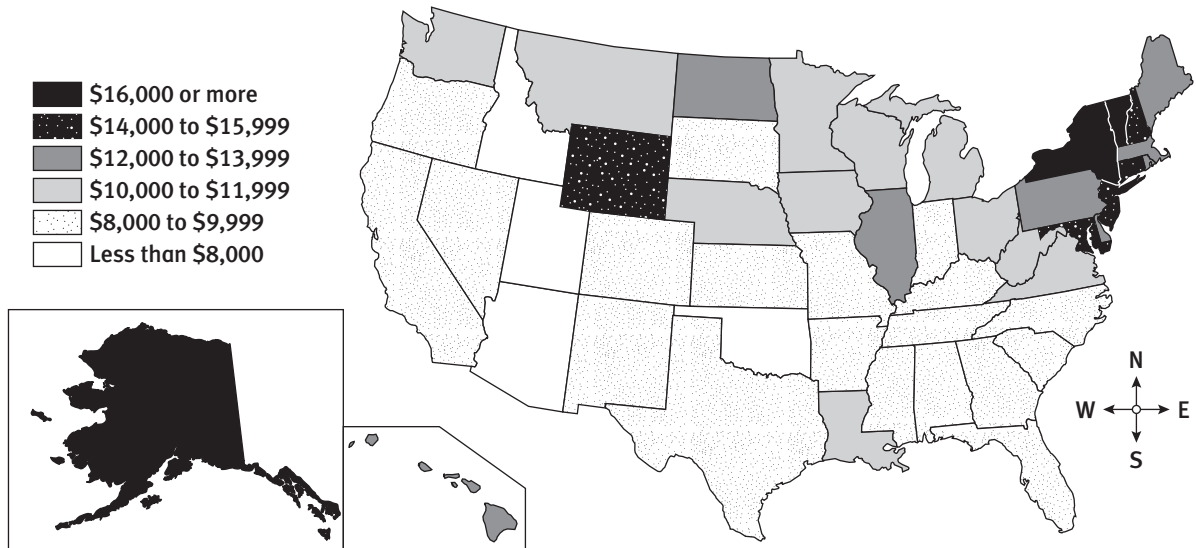 $16,000 or more
$14,000 to $15,999
$12,000 to $13,999
$10,000 to $11,999
$8,000 to $9,999
Less than $8,000
N
W E
S